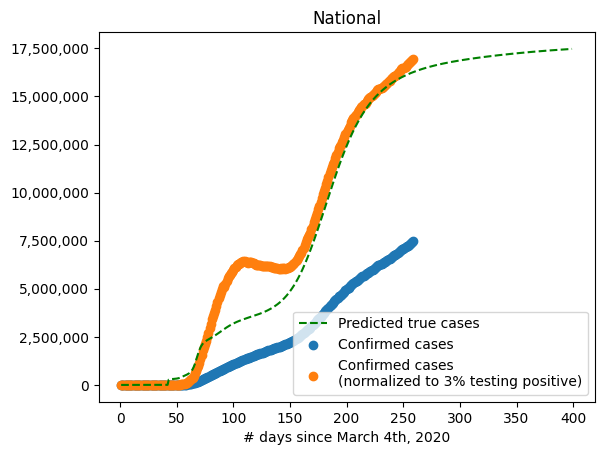 National
17,500,000
15,000,000
12,500,000
10,000,000
7,500,000
5,000,000
2,500,000
0
Predicted true cases
Confirmed cases
Confirmed cases
(normalized to 3% testing positive)
0 50 100 150 200 250 300 350 400
# days since March 4th, 2020